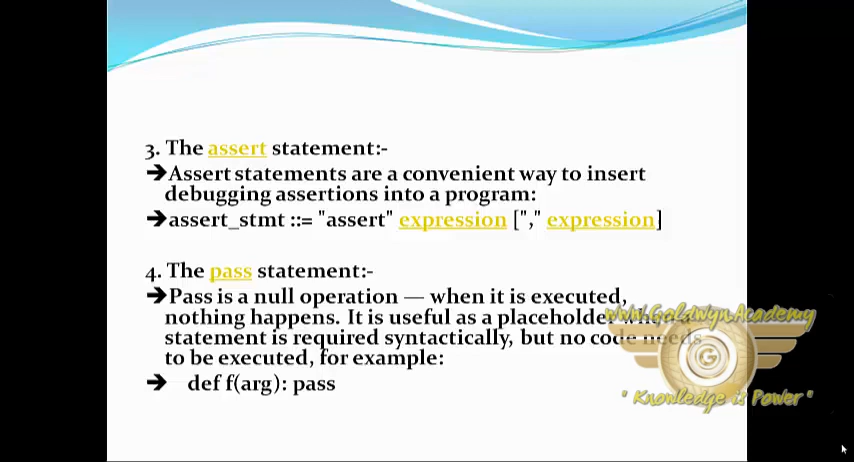 3. The assert statement:-
➔Assert statements are a convenient way to insert
debugging assertions into a program:
➔assert_stmt ::= "assert" expression ["," expression]
4. The pass statement:-
➔Pass is a null operation — when it is executed,
nothing happens. It is useful as a placeholder
statement is required syntactically, but no code needs
to be executed, for example:
➔ def f(arg): pass
www.GoldwynAcademy
G
" Knowledge is Power "